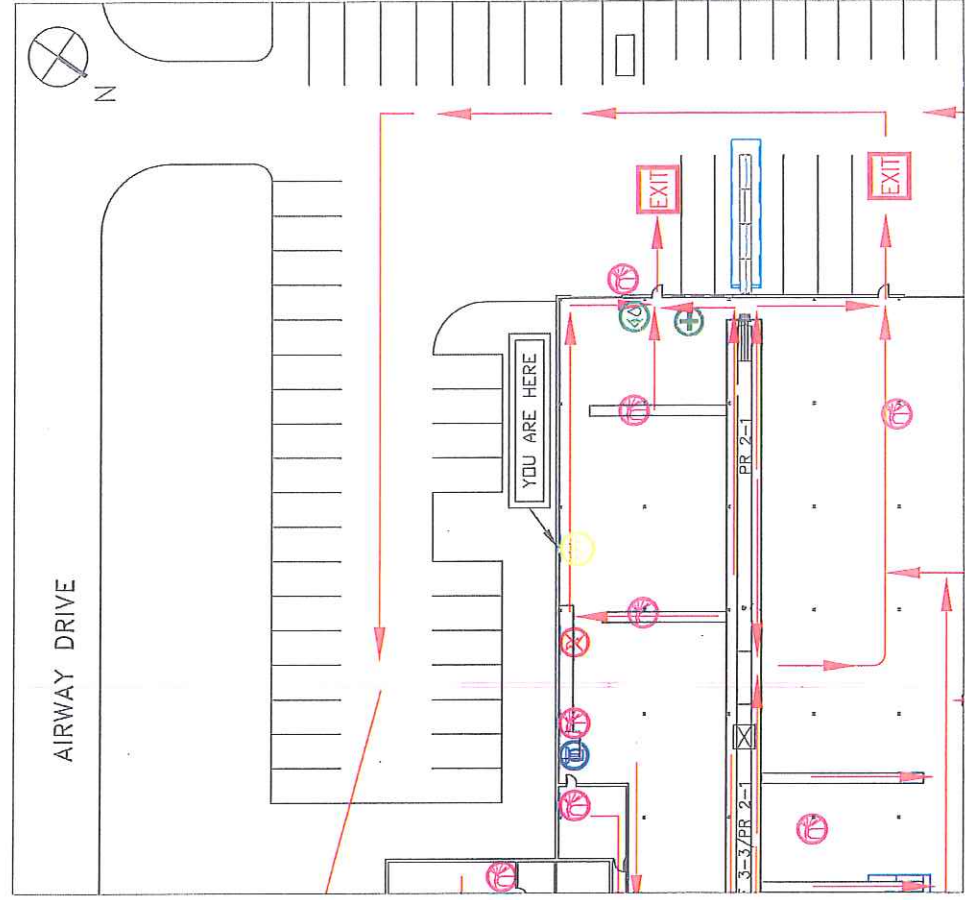 N
EXIT
EXIT
YOU ARE HERE
PR 2-1
AIRWAY DRIVE
3-3/PR 2-1